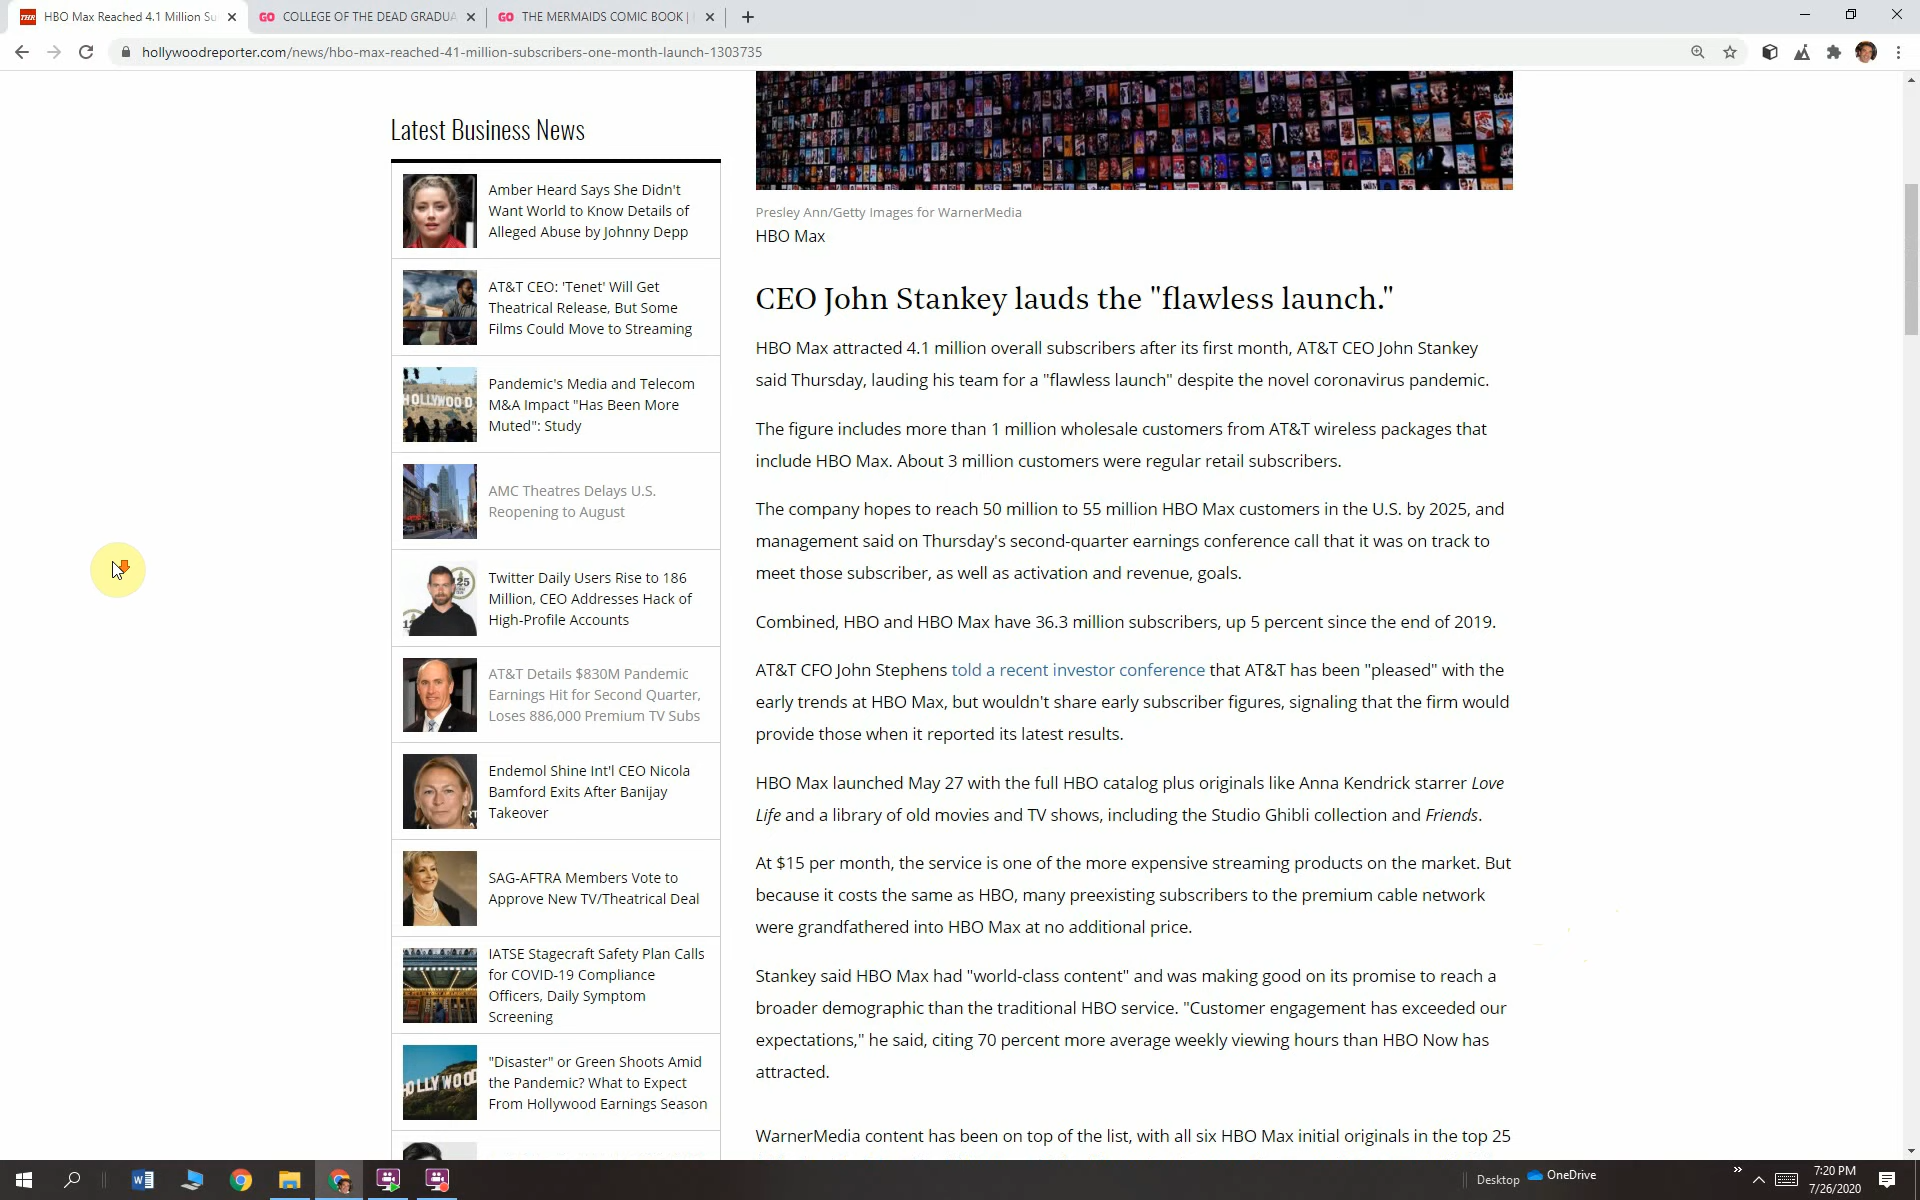 HBO Max Reached 4.1 Million Su
COLLEGE OF THE DEAD GRADUA
THE MERMAIDS COMIC BOOK |
hollywoodreporter.com/news/hbo-max-reached-41-million-subscribers-one-month-launch-1303735
Latest Business News
Amber Heard Says She Didn't
Want World to Know Details of
Alleged Abuse by Johnny Depp
AT&T CEO: 'Tenet' Will Get
Theatrical Release, But Some
Films Could Move to Streaming
Pandemic's Media and Telecom
M&A Impact "Has Been More
Muted": Study
AMC Theatres Delays U.S.
Reopening to August
Twitter Daily Users Rise to 186
Million, CEO Addresses Hack of
High-Profile Accounts
AT&T Details $830M Pandemic
Earnings Hit for Second Quarter,
Loses 886,000 Premium TV Subs
Endemol Shine Int'l CEO Nicola
Bamford Exits After Banijay
Takeover
SAG-AFTRA Members Vote to
Approve New TV/Theatrical Deal
IATSE Stagecraft Safety Plan Calls
for COVID-19 Compliance
Officers, Daily Symptom
Screening
"Disaster" or Green Shoots Amid
the Pandemic? What to Expect
From Hollywood Earnings Season
Presley Ann/Getty Images for WarnerMedia
HBO Max
CEO John Stankey lauds the "flawless launch."
HBO Max attracted 4.1 million overall subscribers after its first month, AT&T CEO John Stankey
said Thursday, lauding his team for a "flawless launch" despite the novel coronavirus pandemic.
The figure includes more than 1 million wholesale customers from AT&T wireless packages that
include HBO Max. About 3 million customers were regular retail subscribers.
The company hopes to reach 50 million to 55 million HBO Max customers in the U.S. by 2025, and
management said on Thursday's second-quarter earnings conference call that it was on track to
meet those subscriber, as well as activation and revenue, goals.
Combined, HBO and HBO Max have 36.3 million subscribers, up 5 percent since the end of 2019.
AT&T CFO John Stephens told a recent investor conference that AT&T has been "pleased" with the
early trends at HBO Max, but wouldn't share early subscriber figures, signaling that the firm would
provide those when it reported its latest results.
HBO Max launched May 27 with the full HBO catalog plus originals like Anna Kendrick starrer Love
Life and a library of old movies and TV shows, including the Studio Ghibli collection and Friends.
At $15 per month, the service is one of the more expensive streaming products on the market. But
because it costs the same as HBO, many preexisting subscribers to the premium cable network
were grandfathered into HBO Max at no additional price.
Stankey said HBO Max had "world-class content" and was making good on its promise to reach a
broader demographic than the traditional HBO service. "Customer engagement has exceeded our
expectations," he said, citing 70 percent more average weekly viewing hours than HBO Now has
attracted.
WarnerMedia content has been on top of the list, with all six HBO Max initial originals in the top 25
Desktop
OneDrive
7:20 PM
7/26/2020